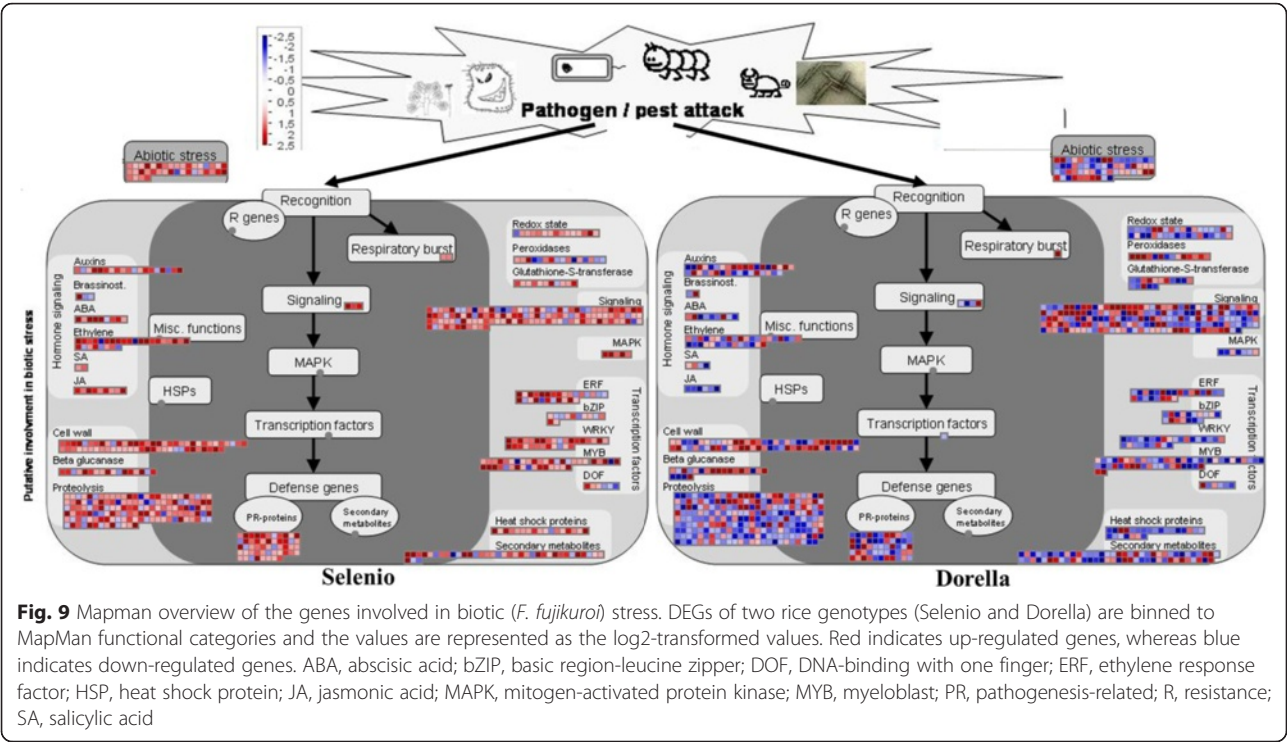 -2.5
-2
-1.5
-1
-0.5
0
0.5
1
1.5
2
2.5
Pathogen / pest attack
Abiotic stress
Recognition
R genes
Respiratory burst
Redox state
Peroxidases
Glutathione-S-transferase
Auxins
Brassinost.
ABA
Ethylene
SA
JA
Hormone signaling
Signaling
Signaling
Misc. functions
MAPK
MAPK
HSPs
ERF
bZIP
WRKY
MYB
DOF
Transcription factors
Transcription factors
Cell wall
Beta glucanase
Proteolysis
Defense genes
PR-proteins
Secondary
metabolites
Heat shock proteins
Secondary metabolites
Putative involvment in biotic stress
Selenio
Abiotic stress
Recognition
R genes
Respiratory burst
Redox state
Peroxidases
Glutathione-S-transferase
Auxins
Brassinost.
ABA
Ethylene
SA
JA
Hormone signaling
Signaling
Signaling
Misc. functions
MAPK
MAPK
HSPs
ERF
bZIP
WRKY
MYB
DOF
Transcription factors
Transcription factors
Cell wall
Beta glucanase
Proteolysis
Defense genes
PR-proteins
Secondary
metabolites
Heat shock proteins
Secondary metabolites
Dorella
Fig. 9 Mapman overview of the genes involved in biotic (F. fujikuroi) stress. DEGs of two rice genotypes (Selenio and Dorella) are binned to
MapMan functional categories and the values are represented as the log2-transformed values. Red indicates up-regulated genes, whereas blue
indicates down-regulated genes. ABA, abscisic acid; bZIP, basic region-leucine zipper; DOF, DNA-binding with one finger; ERF, ethylene response
factor; HSP, heat shock protein; JA, jasmonic acid; MAPK, mitogen-activated protein kinase; MYB, myeloblast; PR, pathogenesis-related; R, resistance;
SA, salicylic acid